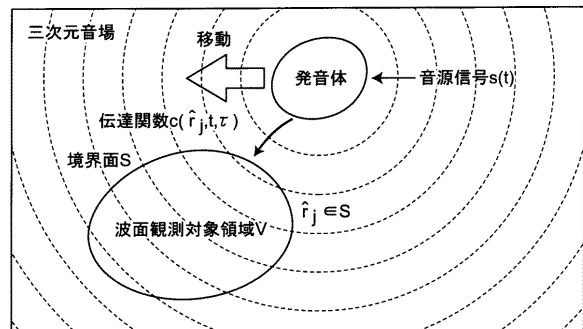 三次元音場
移動
発音体
音源信号s(t)
伝達関数c(r̂j,t,τ)
境界面S
r̂j∈S
波面観測対象領域V